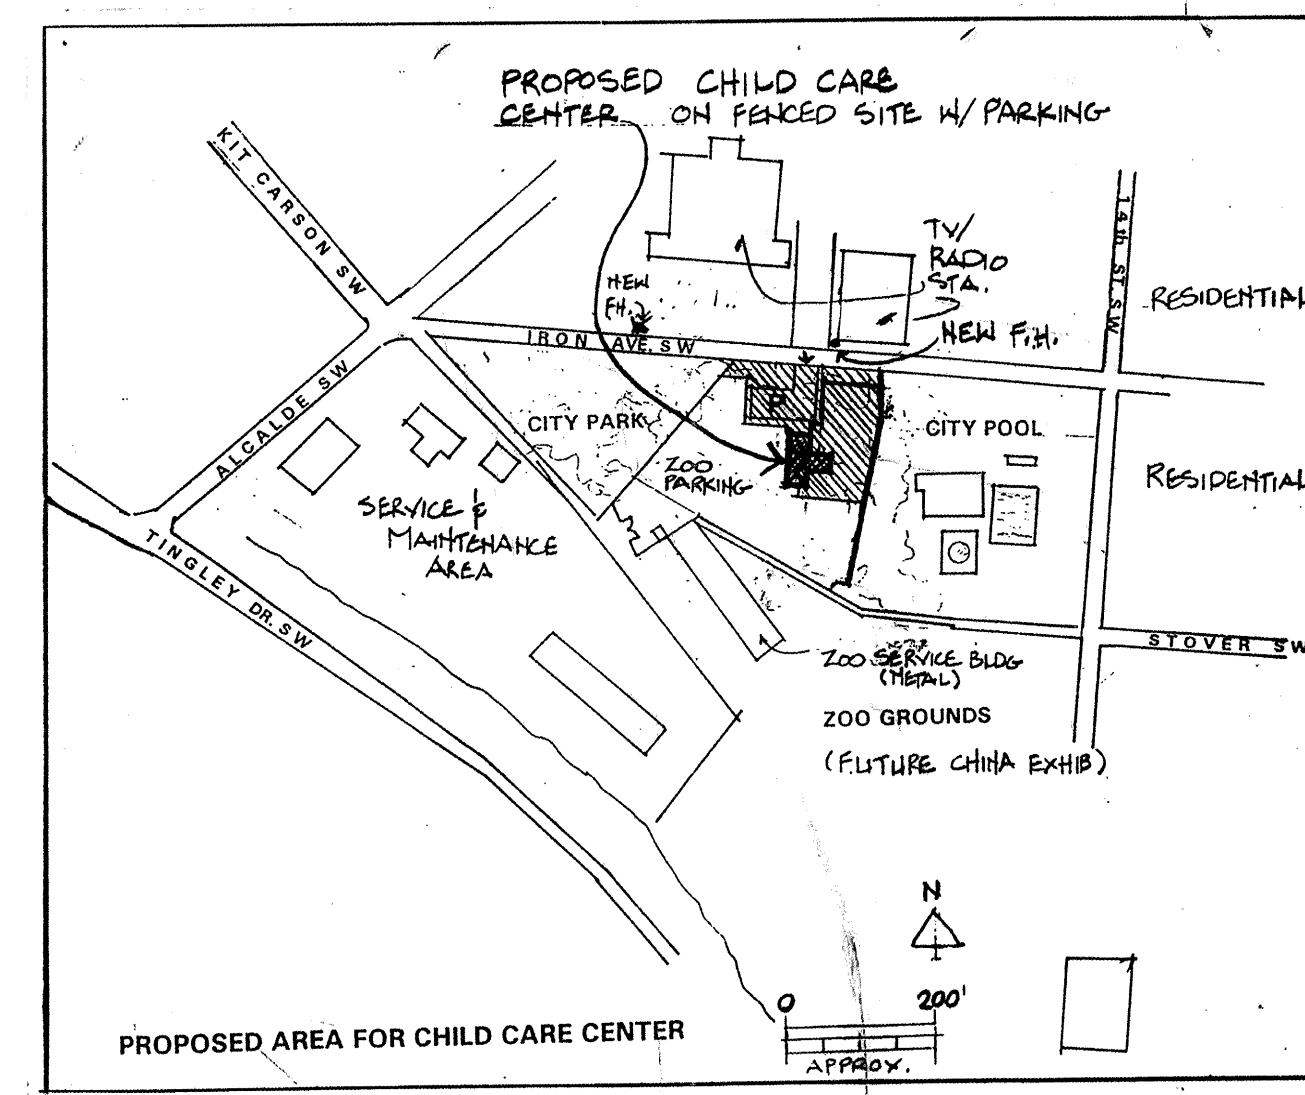 PROPOSED CHILD CARE
CENTER ON FENCED SITE W/ PARKING
KIT CARSON SW
14th ST. SW
TV/
RADIO
STA.
RESIDENTIAL
NEW
F.H.
NEW F.H.
IRON AVE. SW
ALCALDE SW
P
CITY PARK
CITY POOL
ZOO
PARKING
RESIDENTIAL
SERVICE &
MAINTENANCE
AREA
TINGLEY DR. SW
STOVER SW
ZOO SERVICE BLDG
(METAL)
ZOO GROUNDS
(FUTURE CHINA EXHIB)
N
0 200'
APPROX.
PROPOSED AREA FOR CHILD CARE CENTER